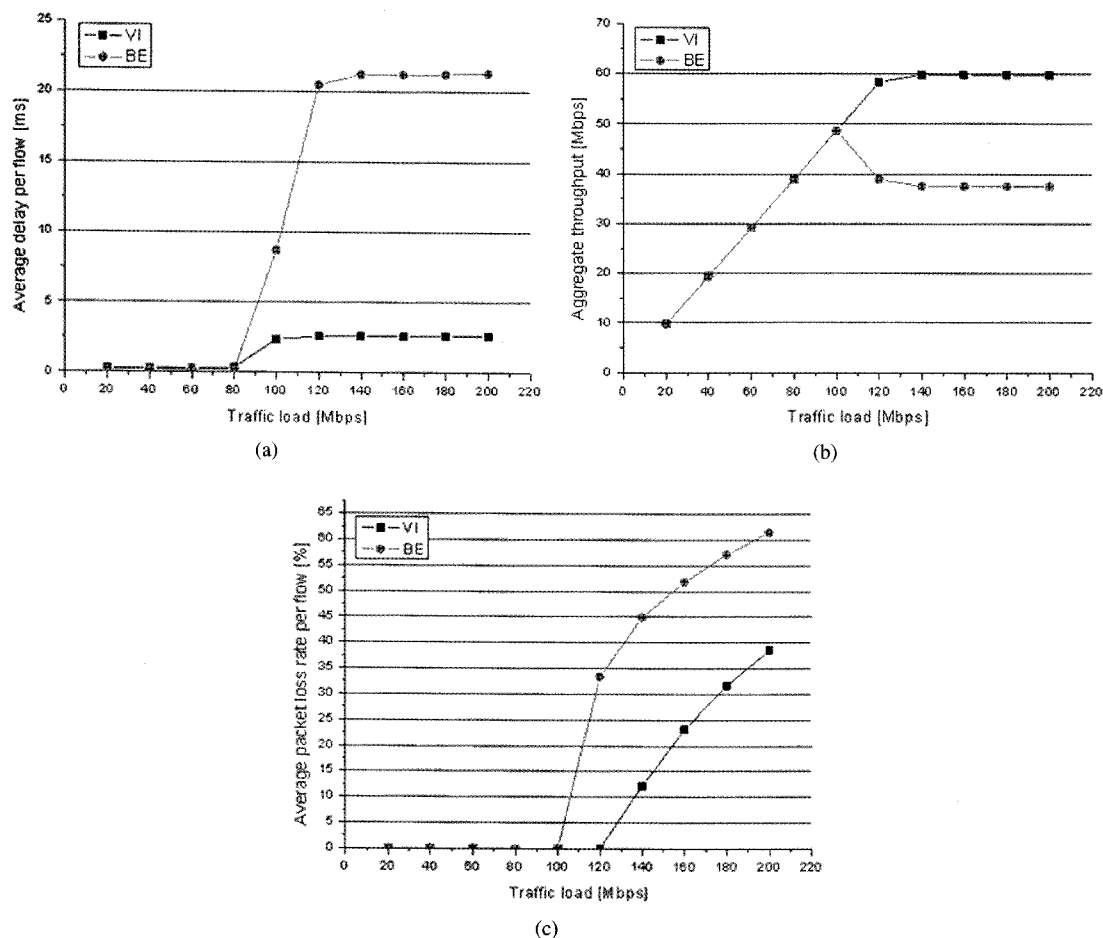 25
20
15
10
5
0
VI
BE
Average delay per flow [ms]
0 20 40 60 80 100 120 140 160 180 200 220
Traffic load [Mbps]
(a)
70
60
50
40
30
20
10
0
VI
BE
Aggregate throughput [Mbps]
0 20 40 60 80 100 120 140 160 180 200 220
Traffic load [Mbps]
(b)
65
60
55
50
45
40
35
30
25
20
15
10
5
0
VI
BE
Average packet loss rate per flow [%]
0 20 40 60 80 100 120 140 160 180 200 220
Traffic load [Mbps]
(c)